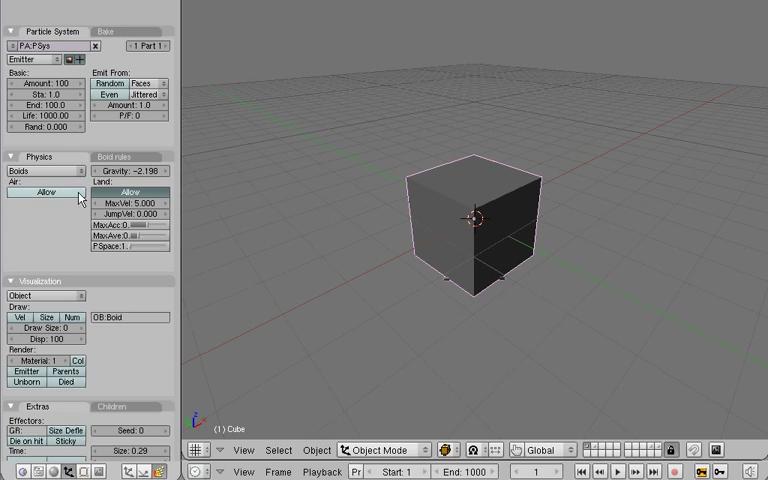 Particle System Bake
PA:PSys 1 Part 1
Emitter
Basic: Emit From:
Amount: 100 Random Faces
Sta: 1.0 Even Jittered
End: 100.0 Amount: 1.0
Life: 1000.00 P/F: 0
Rand: 0.000
Physics Boid rules
Boids Gravity: -2.198
Air: Land:
Allow Allow
MaxVel: 5.000
JumpVel: 0.000
MaxAcc:0.
MaxAve:0.
PSpace:1.
Visualization
Object
Draw:
Vel Size Num OB:Boid
Draw Size: 0
Disp: 100
Render:
Material: 1 Col
Emitter Parents
Unborn Died
Extras Children
Effectors:
GR: Size Defle Seed: 0
Die on hit Sticky
Time: Size: 0.29
(1) Cube
View Select Object Object Mode Global
View Frame Playback Pr Start: 1 End: 1000 1